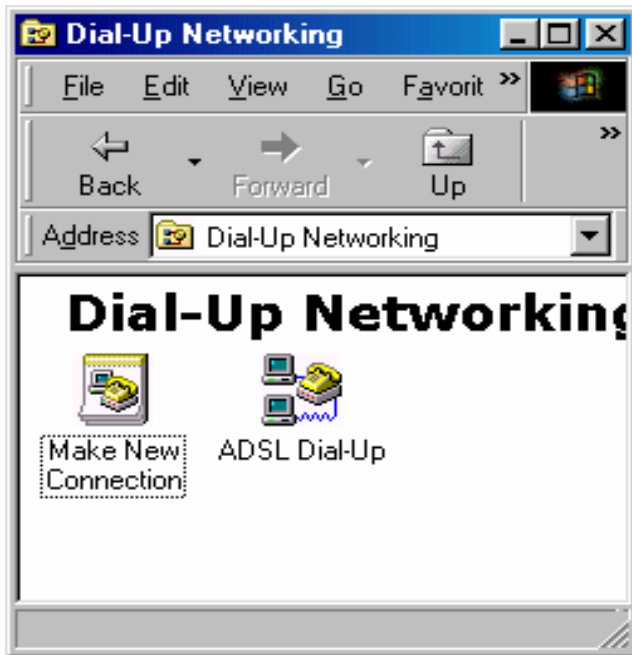 Dial-Up Networking
File Edit View Go Favorit »
Back Forward Up »
Address Dial-Up Networking
Dial-Up Networking
Make New Connection
ADSL Dial-Up